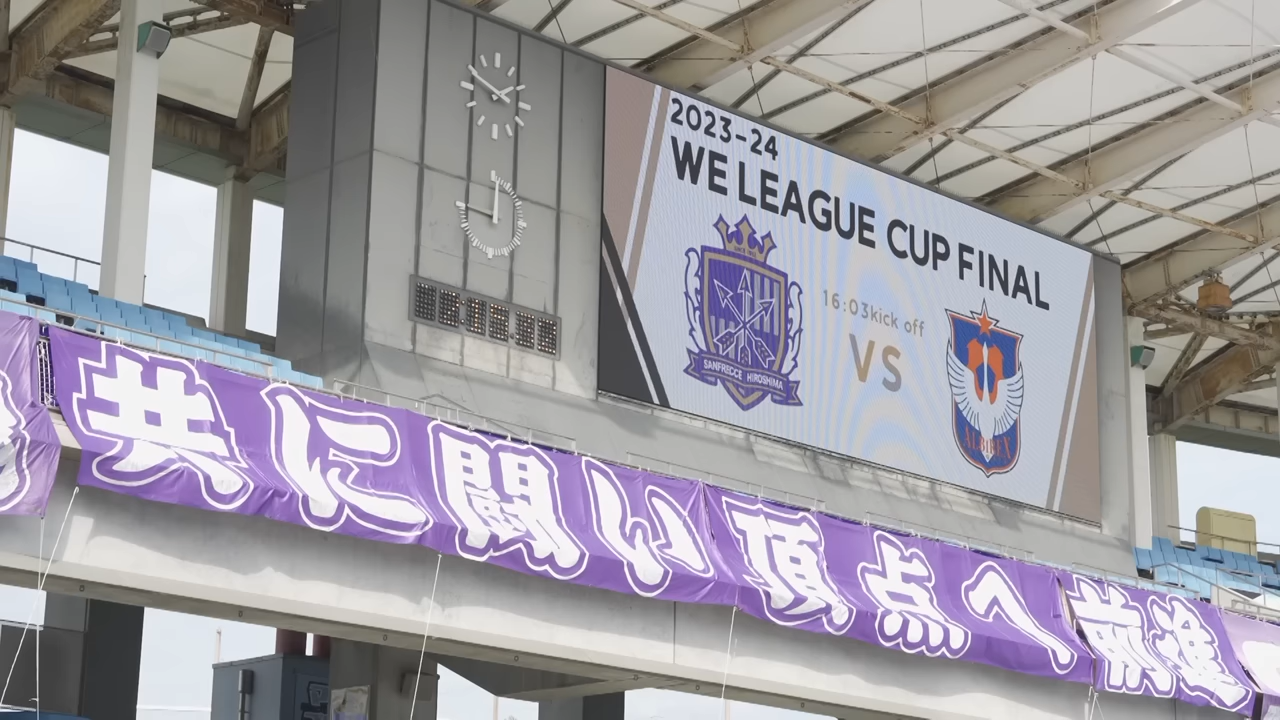 2023-24
WE LEAGUE CUP FINAL
16:03kick off
VS
SANFRECCE HIROSHIMA
ALBIREX
共に闘い頂点へ前進